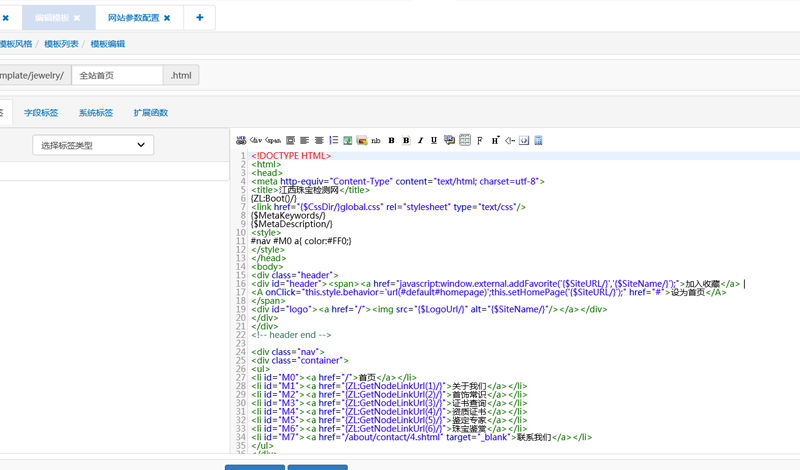 编辑模板 ×
网站参数配置 ×
模板风格 / 模板列表 / 模板编辑
mplate/jewelry/ 全站首页 .html
字段标签 系统标签 扩展函数
选择标签类型
1 <!DOCTYPE HTML>
2 <html>
3 <head>
4 <meta http-equiv="Content-Type" content="text/html; charset=utf-8">
5 <title>江西珠宝检测网</title>
6 {ZL:Boot()/}
7 <link href="{$CssDir/}global.css" rel="stylesheet" type="text/css"/>
8 {$MetaKeywords/}
9 {$MetaDescription/}
10 <style>
11 #nav #M0 a{ color:#FF0;}
12 </style>
13 </head>
14 <body>
15 <div class="header">
16 <div id="header"><span><a href="javascript:window.external.addFavorite('{$SiteURL/}','{$SiteName/}');">加入收藏</a> |
17 <A onClick="this.style.behavior='url(#default#homepage)';this.setHomePage('{$SiteURL/}');" href="#">设为首页</A>
18 </span>
19 <div id="logo"><a href="/"><img src="{$LogoUrl/}" alt="{$SiteName/}"/></a></div>
20 </div>
21 </div>
22 <!-- header end -->
23
24 <div class="nav">
25 <div class="container">
26 <ul>
27 <li id="M0"><a href="/">首页</a></li>
28 <li id="M1"><a href="{ZL:GetNodeLinkUrl(1)/}">关于我们</a></li>
29 <li id="M2"><a href="{ZL:GetNodeLinkUrl(2)/}">首饰常识</a></li>
30 <li id="M3"><a href="{ZL:GetNodeLinkUrl(3)/}">证书查询</a></li>
31 <li id="M4"><a href="{ZL:GetNodeLinkUrl(4)/}">资质证书</a></li>
32 <li id="M5"><a href="{ZL:GetNodeLinkUrl(5)/}">鉴定专家</a></li>
33 <li id="M6"><a href="{ZL:GetNodeLinkUrl(6)/}">珠宝鉴赏</a></li>
34 <li id="M7"><a href="/about/contact/4.shtml" target="_blank">联系我们</a></li>
35 </ul>
36 </div>